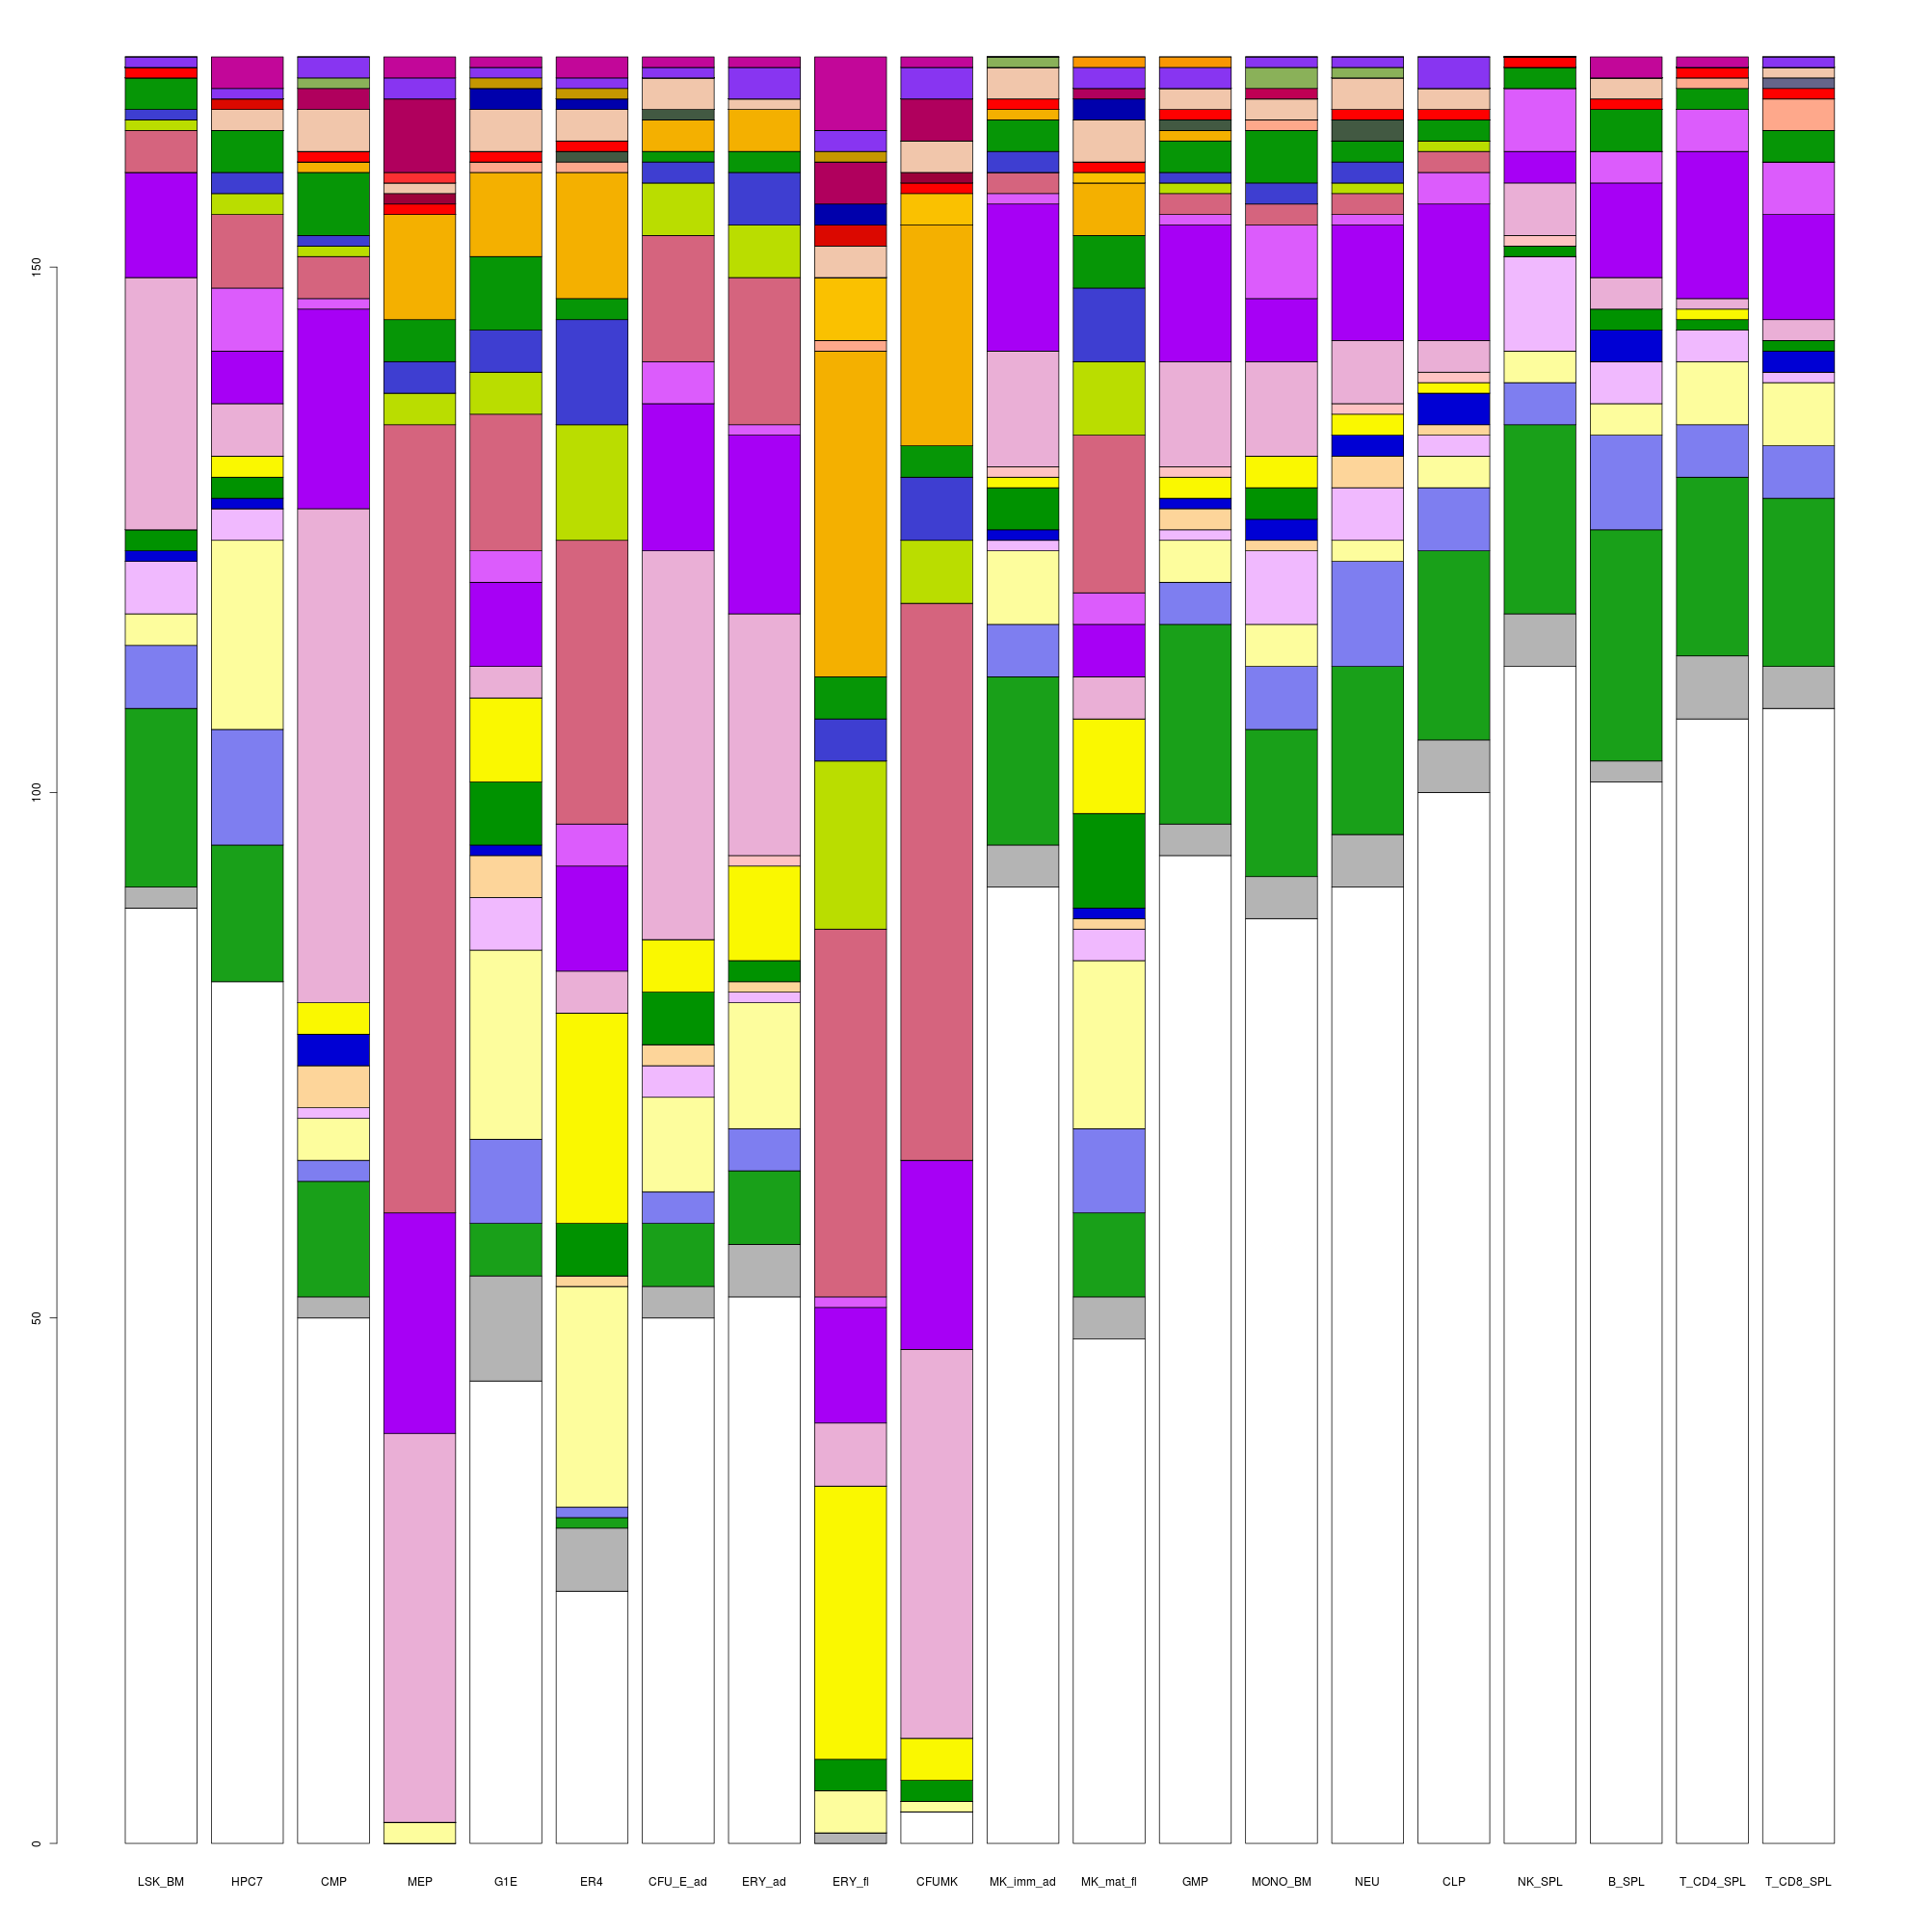 150
100
50
0
LSK_BM HPC7 CMP MEP G1E ER4 CFU_E_ad ERY_ad ERY_fl CFUMK MK_imm_ad MK_mat_fl GMP MONO_BM NEU CLP NK_SPL B_SPL T_CD4_SPL T_CD8_SPL